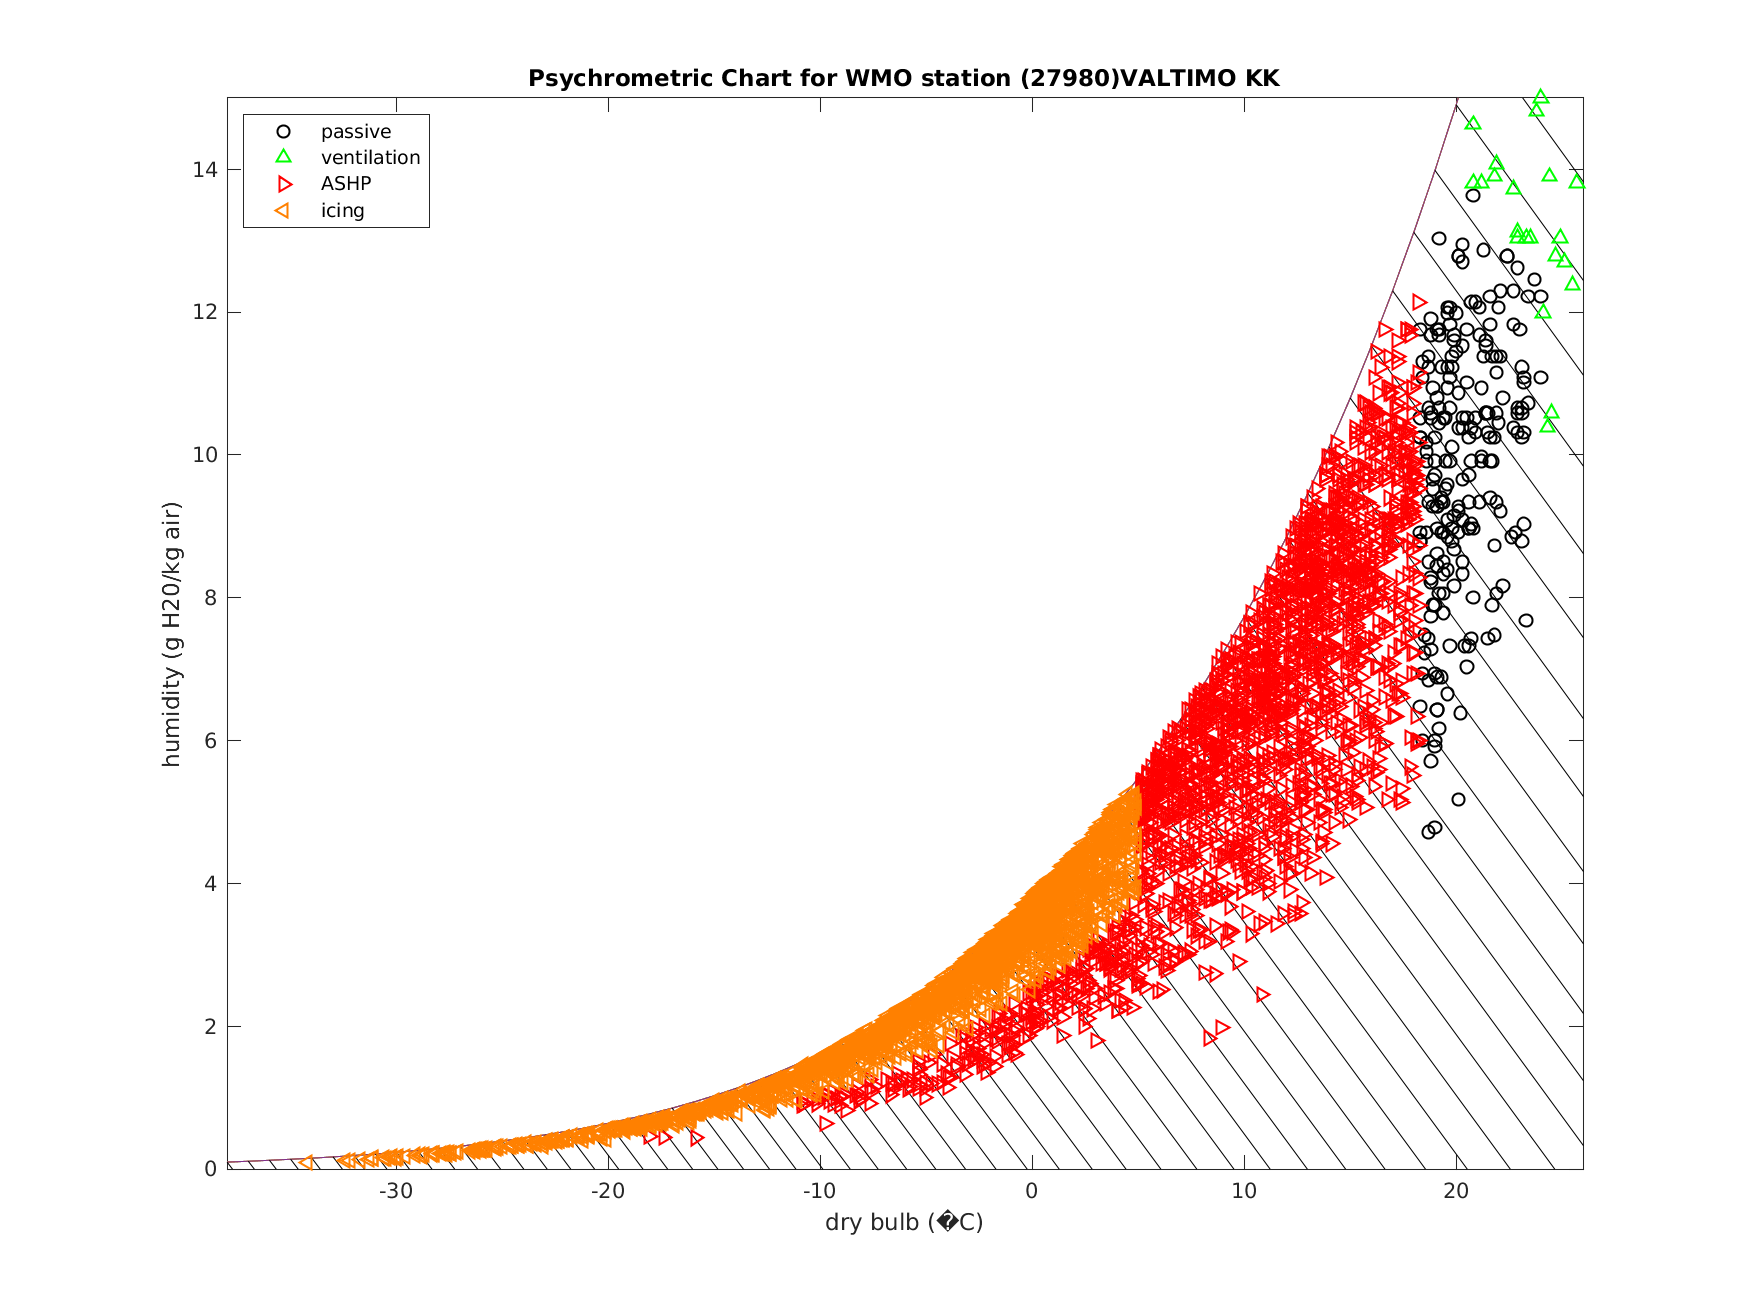 Psychrometric Chart for WMO station (27980)VALTIMO KK
passive
ventilation
ASHP
icing
humidity (g H20/kg air)
14
12
10
8
6
4
2
0
-30 -20 -10 0 10 20
dry bulb (�C)